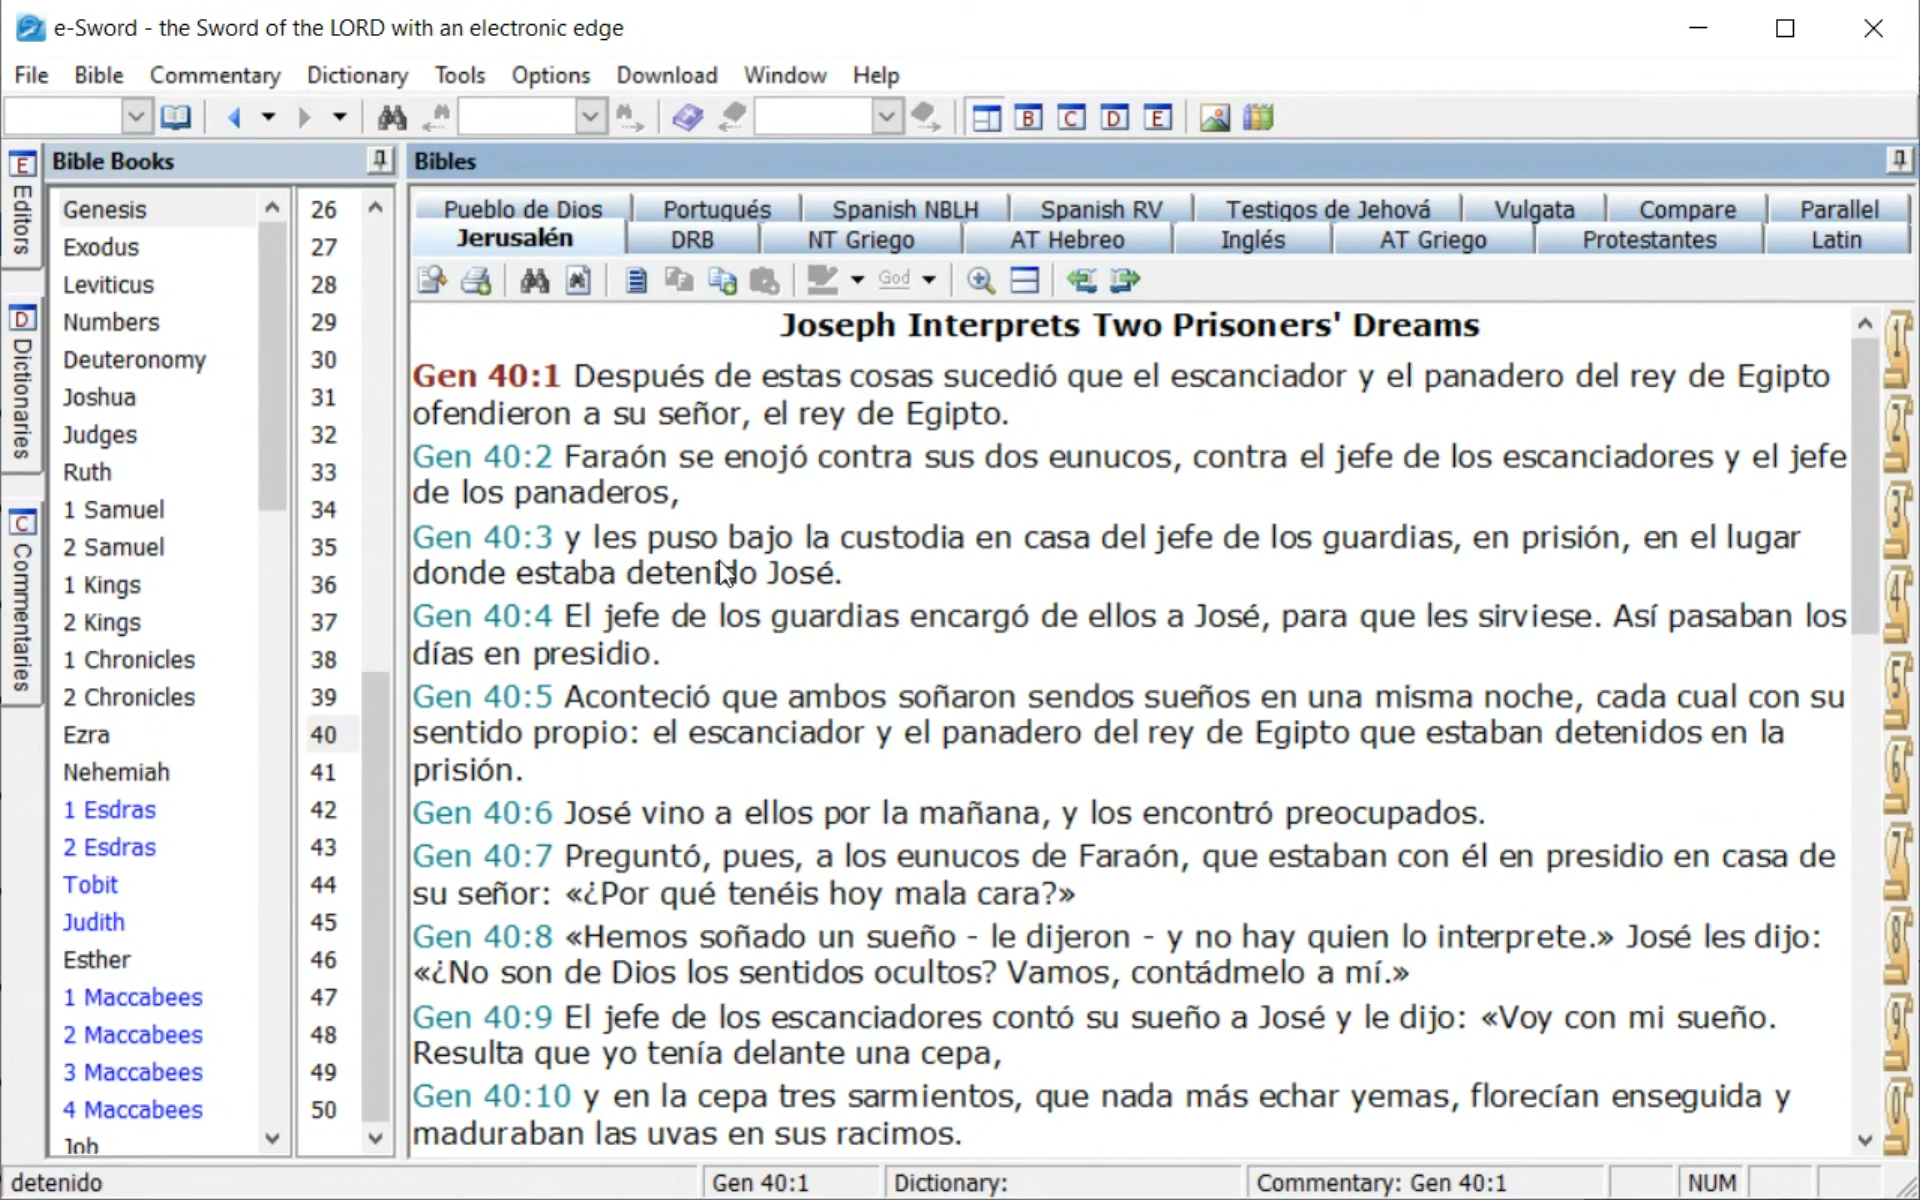 e-Sword - the Sword of the LORD with an electronic edge
File Bible Commentary Dictionary Tools Options Download Window Help
B C D E
E Editors
D Dictionaries
C Commentaries
Bible Books
Genesis
Exodus
Leviticus
Numbers
Deuteronomy
Joshua
Judges
Ruth
1 Samuel
2 Samuel
1 Kings
2 Kings
1 Chronicles
2 Chronicles
Ezra
Nehemiah
1 Esdras
2 Esdras
Tobit
Judith
Esther
1 Maccabees
2 Maccabees
3 Maccabees
4 Maccabees
Job
26
27
28
29
30
31
32
33
34
35
36
37
38
39
40
41
42
43
44
45
46
47
48
49
50
Bibles
Pueblo de Dios Portugués Spanish NBLH Spanish RV Testigos de Jehová Vulgata Compare Parallel
Jerusalén DRB NT Griego AT Hebreo Inglés AT Griego Protestantes Latin
God
Joseph Interprets Two Prisoners' Dreams
Gen 40:1 Después de estas cosas sucedió que el escanciador y el panadero del rey de Egipto
ofendieron a su señor, el rey de Egipto.
Gen 40:2 Faraón se enojó contra sus dos eunucos, contra el jefe de los escanciadores y el jefe
de los panaderos,
Gen 40:3 y les puso bajo la custodia en casa del jefe de los guardias, en prisión, en el lugar
donde estaba detenido José.
Gen 40:4 El jefe de los guardias encargó de ellos a José, para que les sirviese. Así pasaban los
días en presidio.
Gen 40:5 Aconteció que ambos soñaron sendos sueños en una misma noche, cada cual con su
sentido propio: el escanciador y el panadero del rey de Egipto que estaban detenidos en la
prisión.
Gen 40:6 José vino a ellos por la mañana, y los encontró preocupados.
Gen 40:7 Preguntó, pues, a los eunucos de Faraón, que estaban con él en presidio en casa de
su señor: «¿Por qué tenéis hoy mala cara?»
Gen 40:8 «Hemos soñado un sueño - le dijeron - y no hay quien lo interprete.» José les dijo:
«¿No son de Dios los sentidos ocultos? Vamos, contádmelo a mí.»
Gen 40:9 El jefe de los escanciadores contó su sueño a José y le dijo: «Voy con mi sueño.
Resulta que yo tenía delante una cepa,
Gen 40:10 y en la cepa tres sarmientos, que nada más echar yemas, florecían enseguida y
maduraban las uvas en sus racimos.
1
2
3
4
5
6
7
8
9
0
detenido Gen 40:1 Dictionary: Commentary: Gen 40:1 NUM